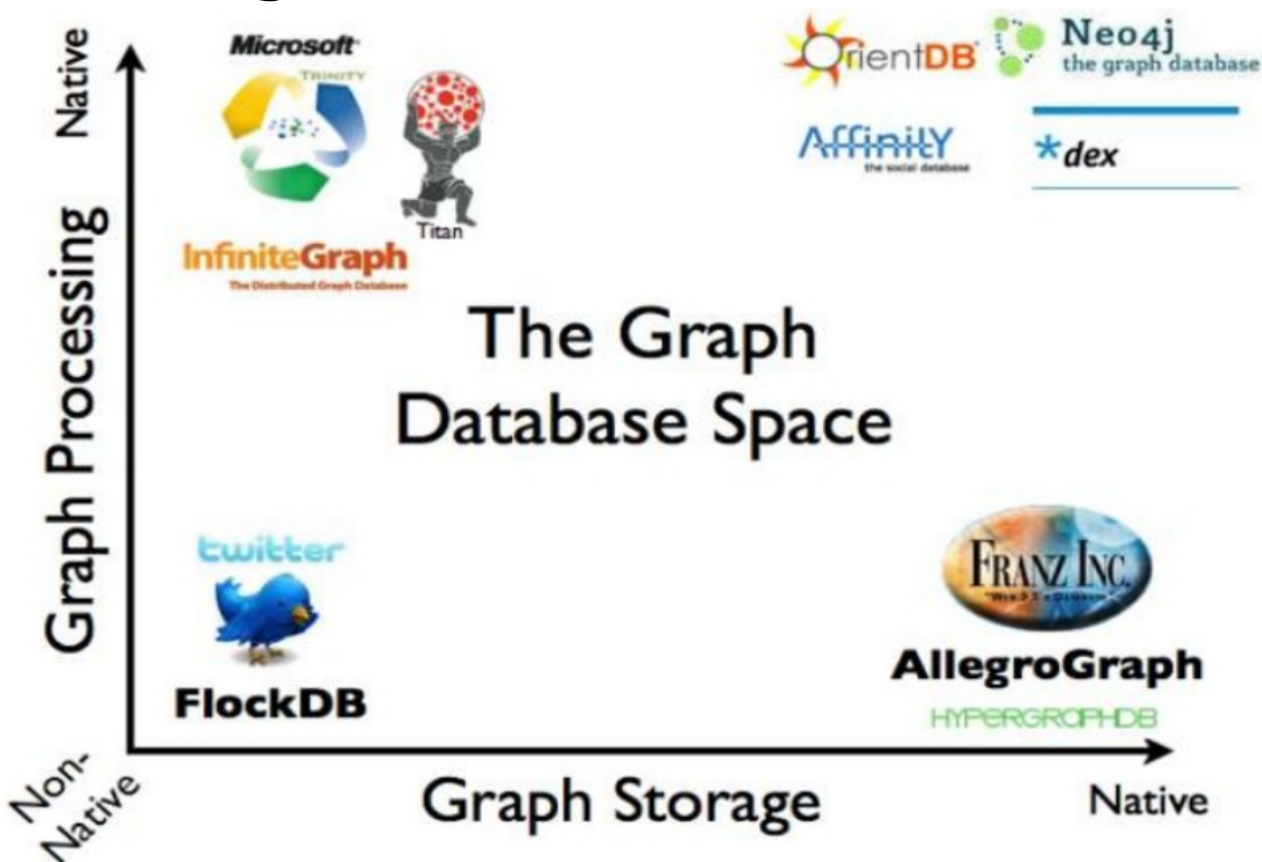 Native
Graph Processing
Non-
Native
Microsoft
TRINITY
Titan
InfiniteGraph
The Distributed Graph Database
OrientDB
Neo4j
the graph database
AffinitY
the social database
*dex
The Graph
Database Space
twitter
FlockDB
FRANZ INC.
AllegroGraph
HYPERGRAPHDB
Graph Storage
Native